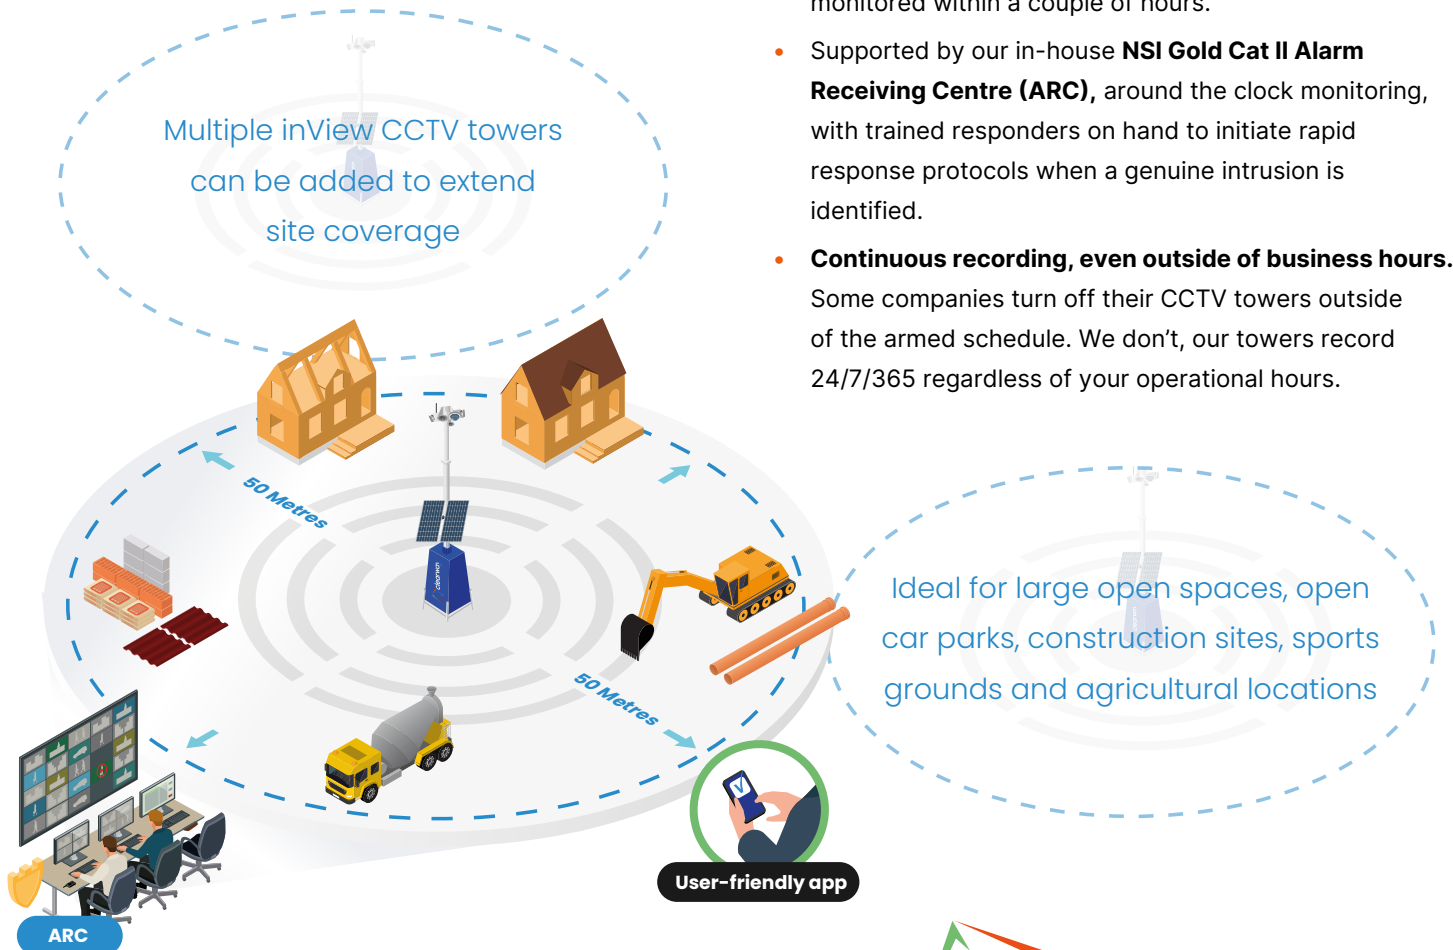 monitored within a couple of hours.
• Supported by our in-house NSI Gold Cat II Alarm
Receiving Centre (ARC), around the clock monitoring,
with trained responders on hand to initiate rapid
response protocols when a genuine intrusion is
identified.
• Continuous recording, even outside of business hours.
Some companies turn off their CCTV towers outside
of the armed schedule. We don’t, our towers record
24/7/365 regardless of your operational hours.
Multiple inView CCTV towers
can be added to extend
site coverage
50 Metres
clearway
50 Metres
Ideal for large open spaces, open
car parks, construction sites, sports
grounds and agricultural locations
User-friendly app
ARC